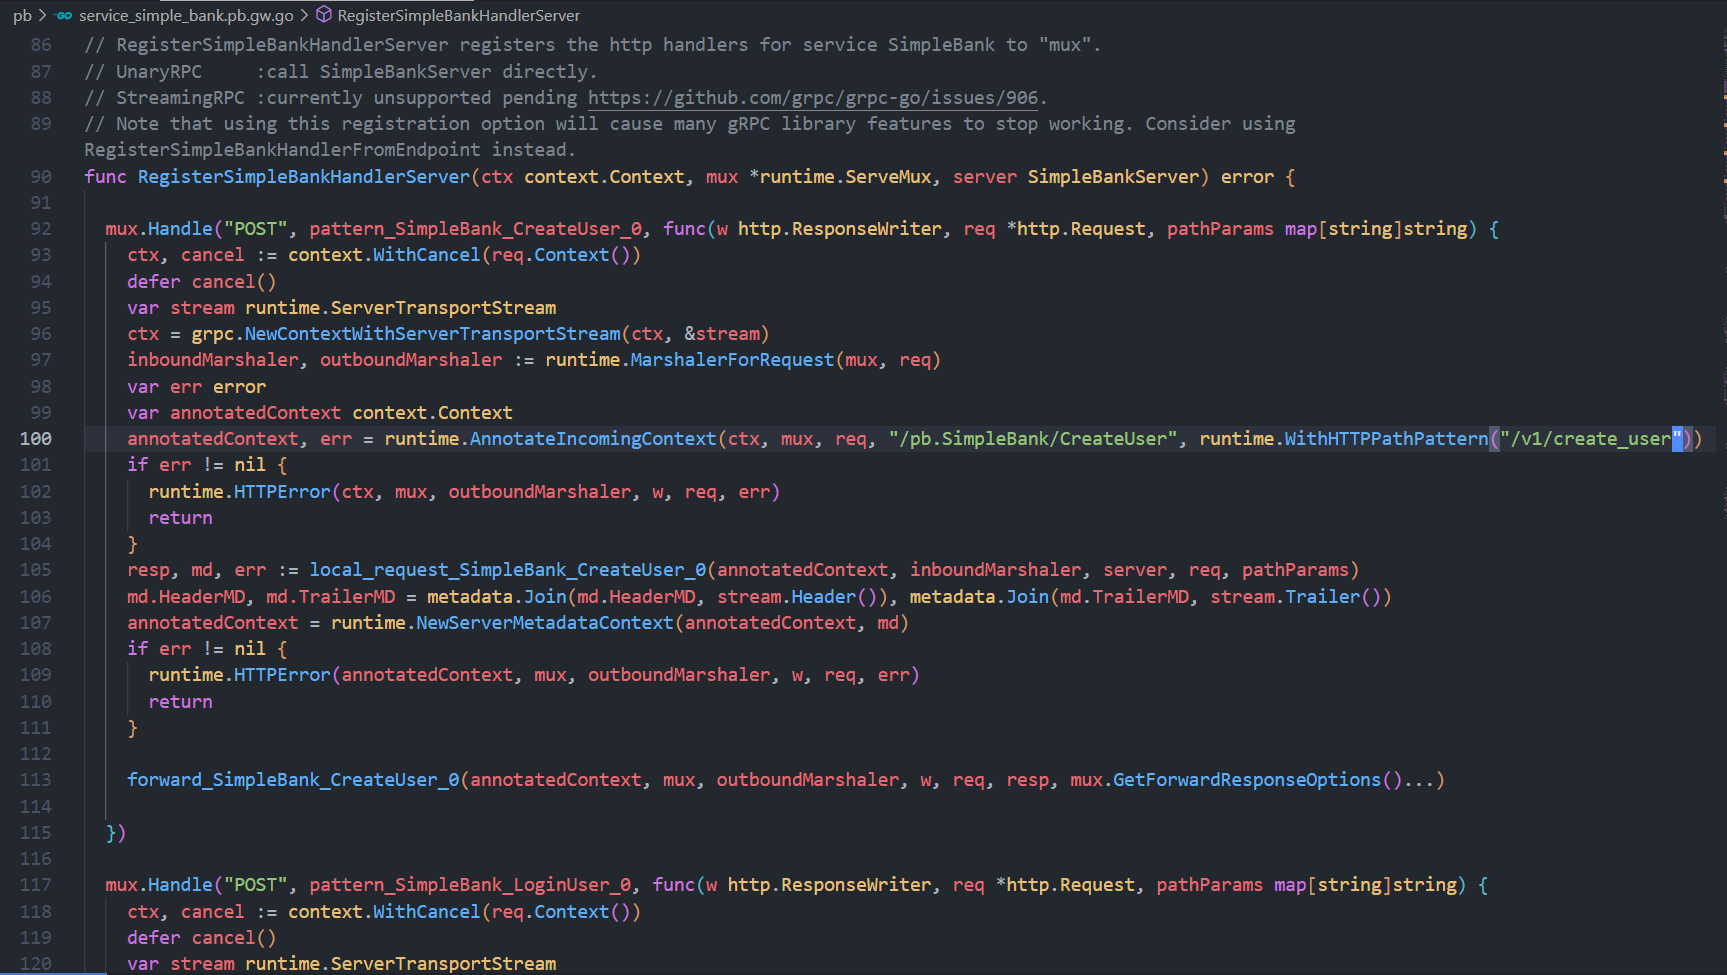 pb > GO service_simple_bank.pb.gw.go > RegisterSimpleBankHandlerServer
86 // RegisterSimpleBankHandlerServer registers the http handlers for service SimpleBank to "mux".
87 // UnaryRPC     :call SimpleBankServer directly.
88 // StreamingRPC :currently unsupported pending https://github.com/grpc/grpc-go/issues/906.
89 // Note that using this registration option will cause many gRPC library features to stop working. Consider using
RegisterSimpleBankHandlerFromEndpoint instead.
90 func RegisterSimpleBankHandlerServer(ctx context.Context, mux *runtime.ServeMux, server SimpleBankServer) error {
91
92   mux.Handle("POST", pattern_SimpleBank_CreateUser_0, func(w http.ResponseWriter, req *http.Request, pathParams map[string]string) {
93     ctx, cancel := context.WithCancel(req.Context())
94     defer cancel()
95     var stream runtime.ServerTransportStream
96     ctx = grpc.NewContextWithServerTransportStream(ctx, &stream)
97     inboundMarshaler, outboundMarshaler := runtime.MarshalerForRequest(mux, req)
98     var err error
99     var annotatedContext context.Context
100     annotatedContext, err = runtime.AnnotateIncomingContext(ctx, mux, req, "/pb.SimpleBank/CreateUser", runtime.WithHTTPPathPattern("/v1/create_user"))
101     if err != nil {
102       runtime.HTTPError(ctx, mux, outboundMarshaler, w, req, err)
103       return
104     }
105     resp, md, err := local_request_SimpleBank_CreateUser_0(annotatedContext, inboundMarshaler, server, req, pathParams)
106     md.HeaderMD, md.TrailerMD = metadata.Join(md.HeaderMD, stream.Header()), metadata.Join(md.TrailerMD, stream.Trailer())
107     annotatedContext = runtime.NewServerMetadataContext(annotatedContext, md)
108     if err != nil {
109       runtime.HTTPError(annotatedContext, mux, outboundMarshaler, w, req, err)
110       return
111     }
112
113     forward_SimpleBank_CreateUser_0(annotatedContext, mux, outboundMarshaler, w, req, resp, mux.GetForwardResponseOptions()...)
114
115   })
116
117   mux.Handle("POST", pattern_SimpleBank_LoginUser_0, func(w http.ResponseWriter, req *http.Request, pathParams map[string]string) {
118     ctx, cancel := context.WithCancel(req.Context())
119     defer cancel()
120     var stream runtime.ServerTransportStream